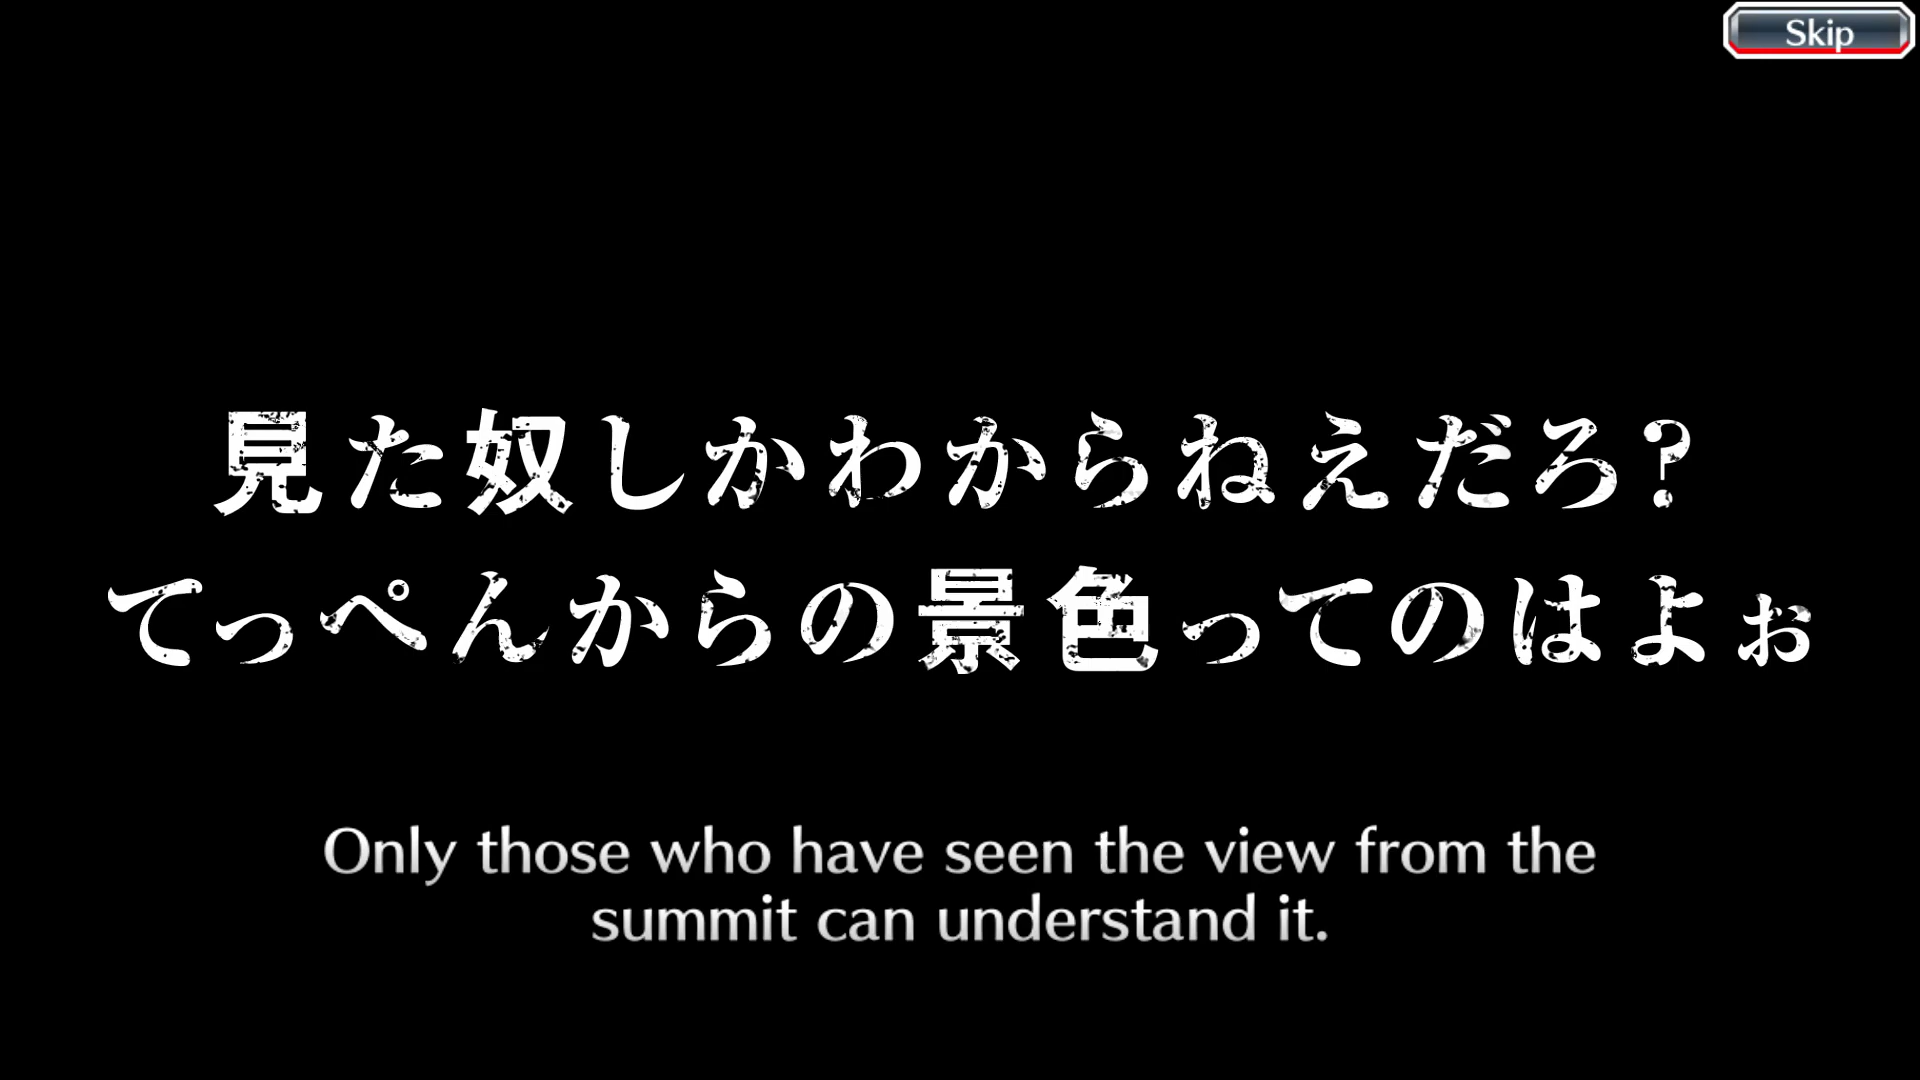 Skip
見た奴しかわからねえだろ?
てっぺんからの景色ってのはよぉ
Only those who have seen the view from the
summit can understand it.